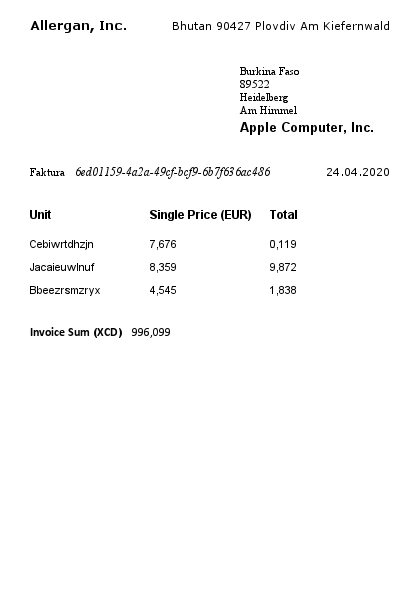 Allergan, Inc. Bhutan 90427 Plovdiv Am Kiefernwald
Burkina Faso
89522
Heidelberg
Am Himmel
Apple Computer, Inc.
Faktura 6ed01159-4a2a-49cf-bcf9-6b7f636ac486 24.04.2020
Unit Single Price (EUR) Total
Cebiwrtdhzjn 7,676 0,119
Jacaieuwlnuf 8,359 9,872
Bbeezrsmzryx 4,545 1,838
Invoice Sum (XCD) 996,099